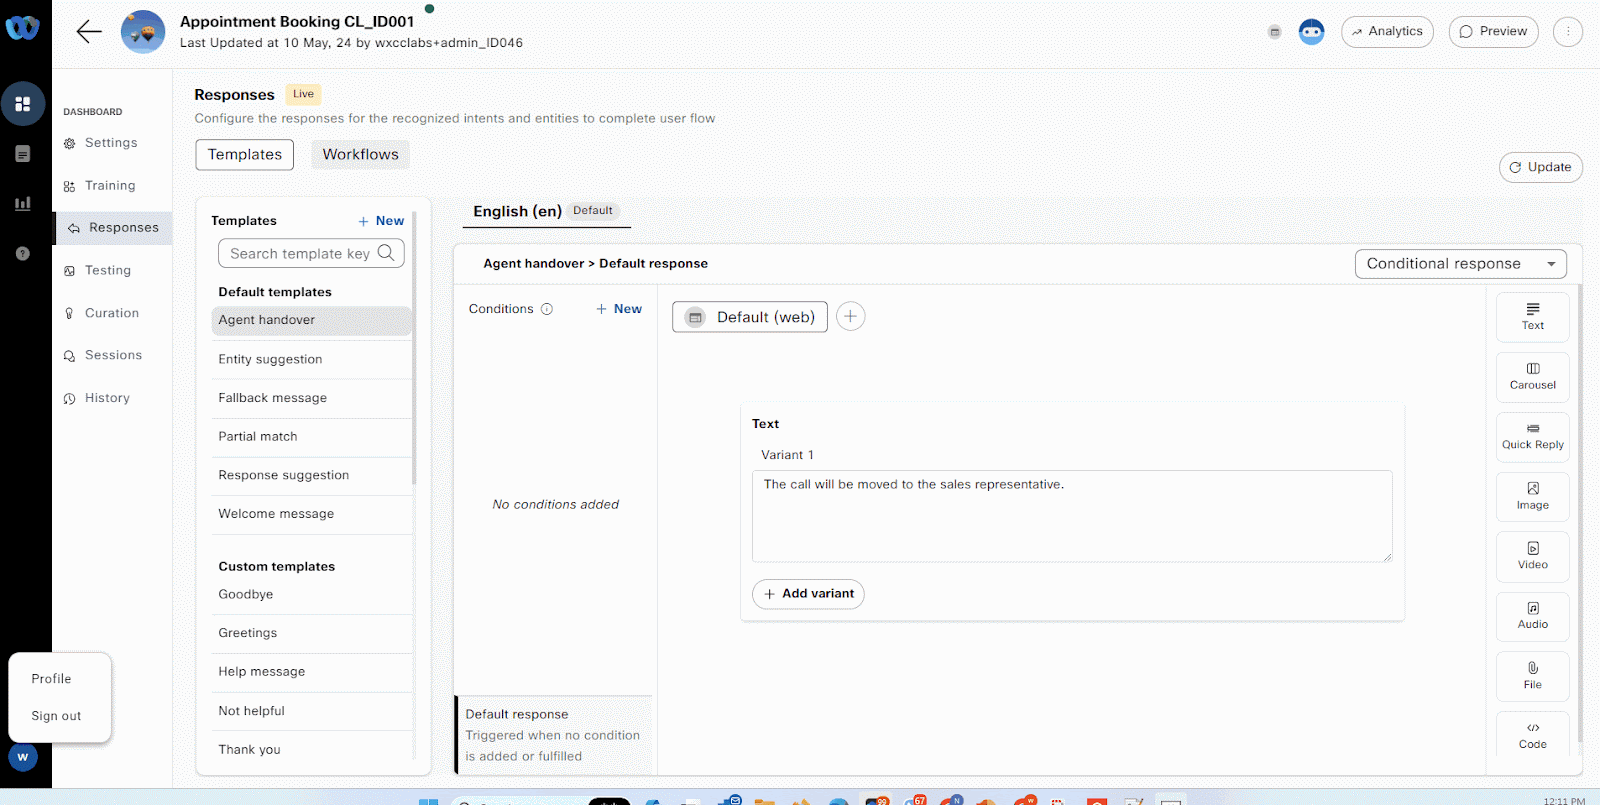 Appointment Booking CL_ID001
Last Updated at 10 May, 24 by wxcclabs+admin_ID046
Analytics
Preview
DASHBOARD
Settings
Training
Responses
Testing
Curation
Sessions
History
Profile
Sign out
w
Responses Live
Configure the responses for the recognized intents and entities to complete user flow
Templates Workflows
Update
Templates + New
Search template key
Default templates
Agent handover
Entity suggestion
Fallback message
Partial match
Response suggestion
Welcome message
Custom templates
Goodbye
Greetings
Help message
Not helpful
Thank you
English (en) Default
Agent handover > Default response
Conditional response
Conditions + New
No conditions added
Default response
Triggered when no condition
is added or fulfilled
Default (web)
Text
Variant 1
The call will be moved to the sales representative.
+ Add variant
Text
Carousel
Quick Reply
Image
Video
Audio
File
Code
99
67
N
w
12:11 PM